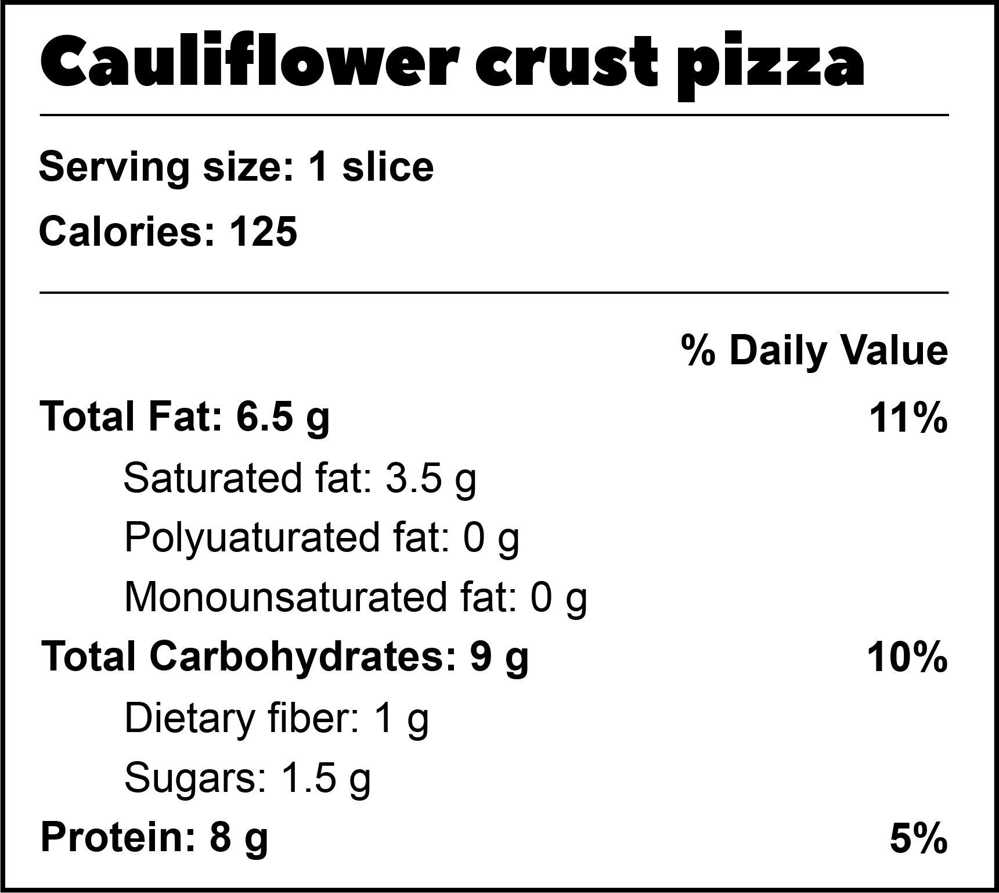 Cauliflower crust pizza
Serving size: 1 slice
Calories: 125
% Daily Value
Total Fat: 6.5 g 11%
Saturated fat: 3.5 g
Polyuaturated fat: 0 g
Monounsaturated fat: 0 g
Total Carbohydrates: 9 g 10%
Dietary fiber: 1 g
Sugars: 1.5 g
Protein: 8 g 5%